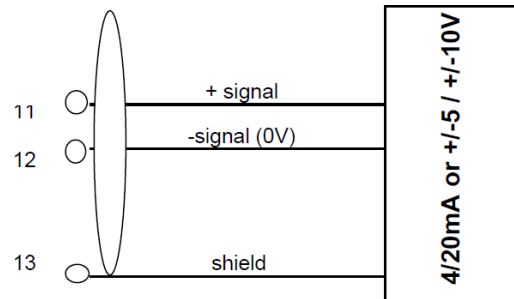 11
+ signal
12
-signal (0V)
13
shield
4/20mA or +/-5 / +/-10V